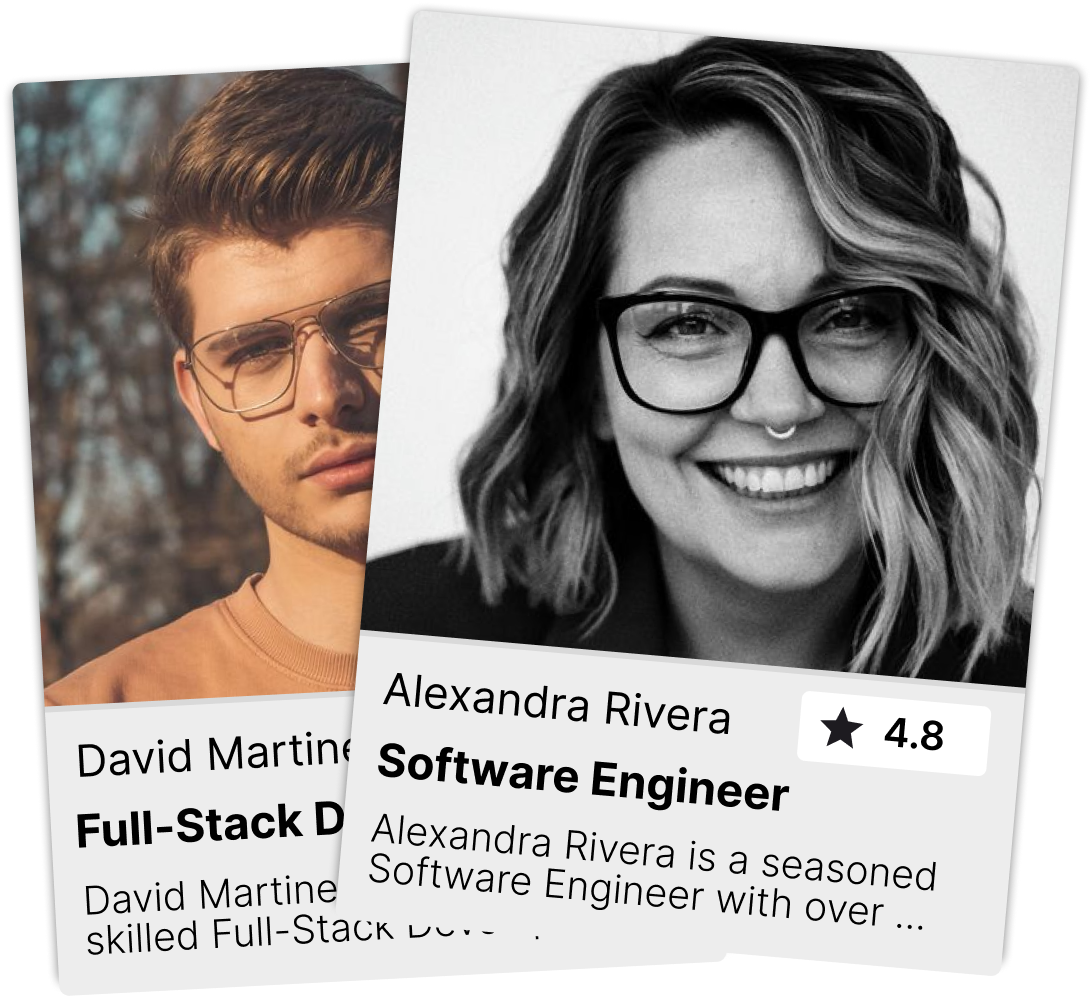 Alexandra Rivera
4.8
Software Engineer
Alexandra Rivera is a seasoned
Software Engineer with over ...
David Martine
Full-Stack D
David Martine
skilled Full-Stack